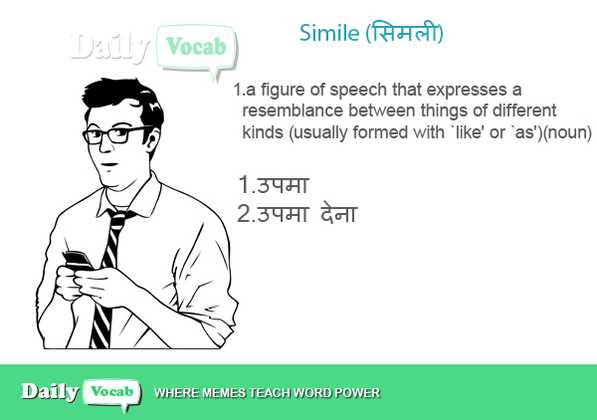 Daily Vocab
Simile (सिमली)
1.a figure of speech that expresses a
resemblance between things of different
kinds (usually formed with `like' or `as')(noun)
1.उपमा
2.उपमा देना
Daily Vocab WHERE MEMES TEACH WORD POWER